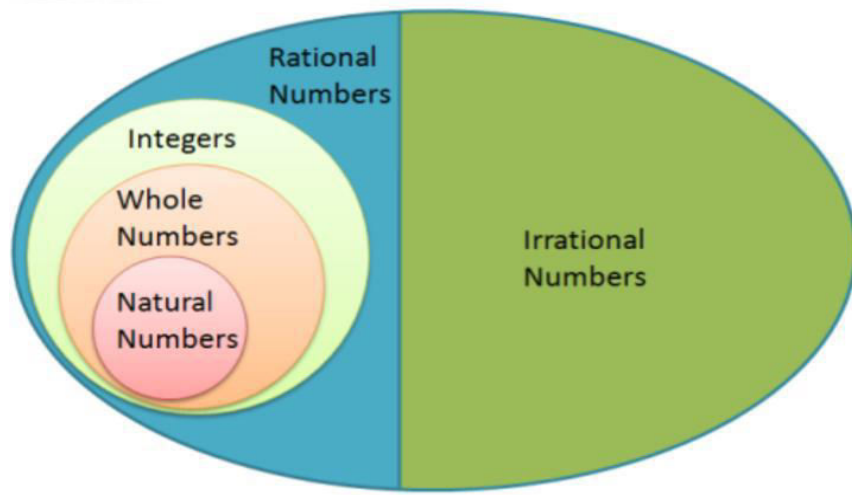 Rational
Numbers
Integers
Whole
Numbers
Natural
Numbers
Irrational
Numbers